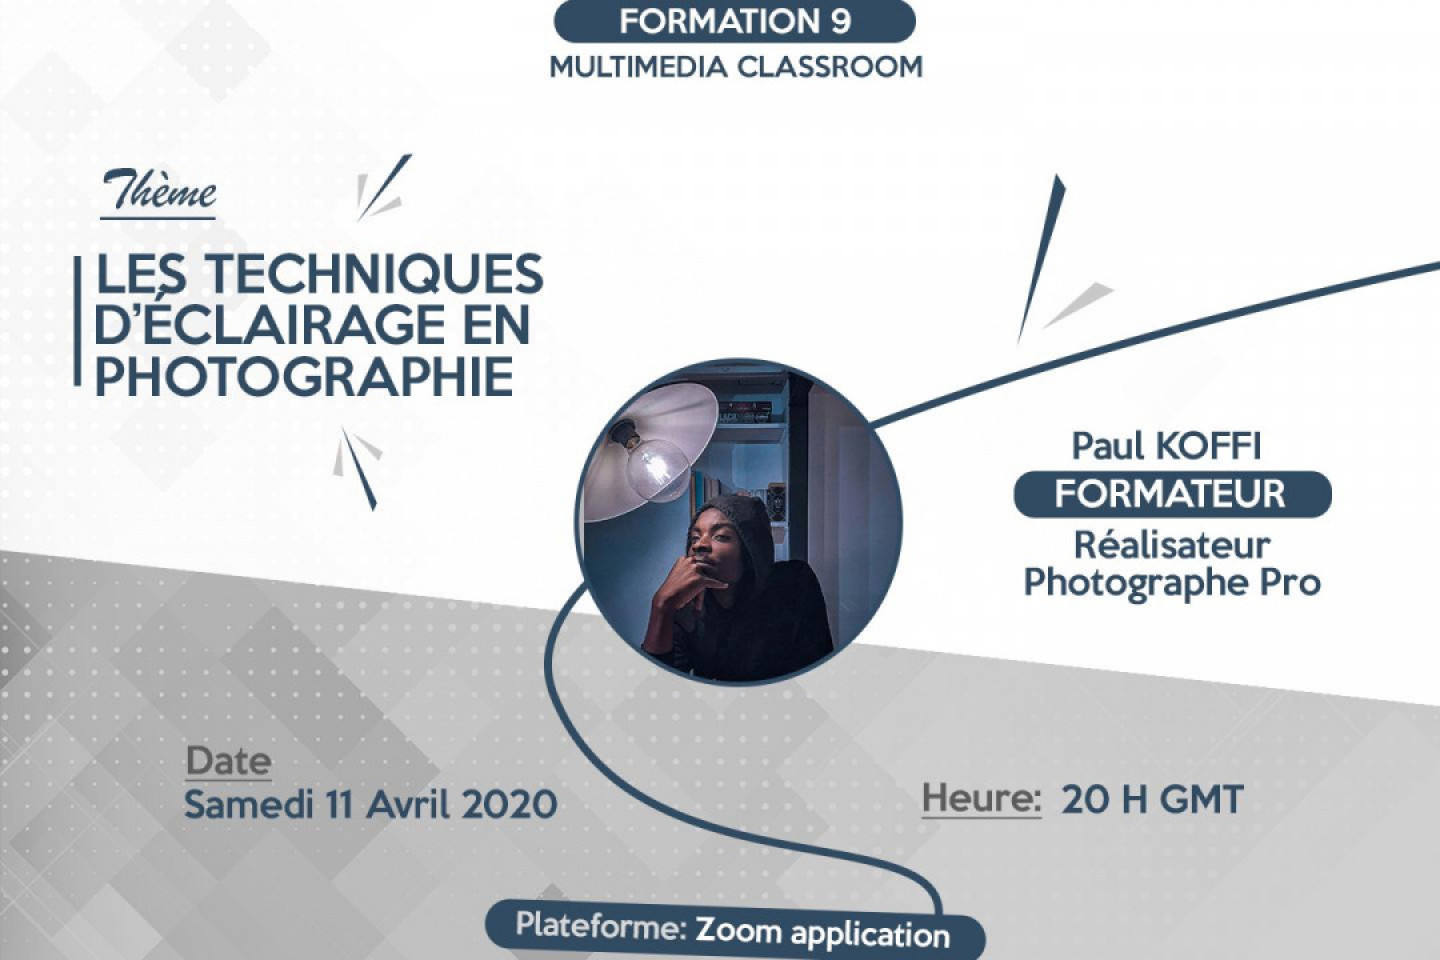 FORMATION 9
MULTIMEDIA CLASSROOM
Thème
LES TECHNIQUES
D'ÉCLAIRAGE EN
PHOTOGRAPHIE
Paul KOFFI
FORMATEUR
Réalisateur
Photographe Pro
Date
Samedi 11 Avril 2020
Heure: 20 H GMT
Plateforme: Zoom application